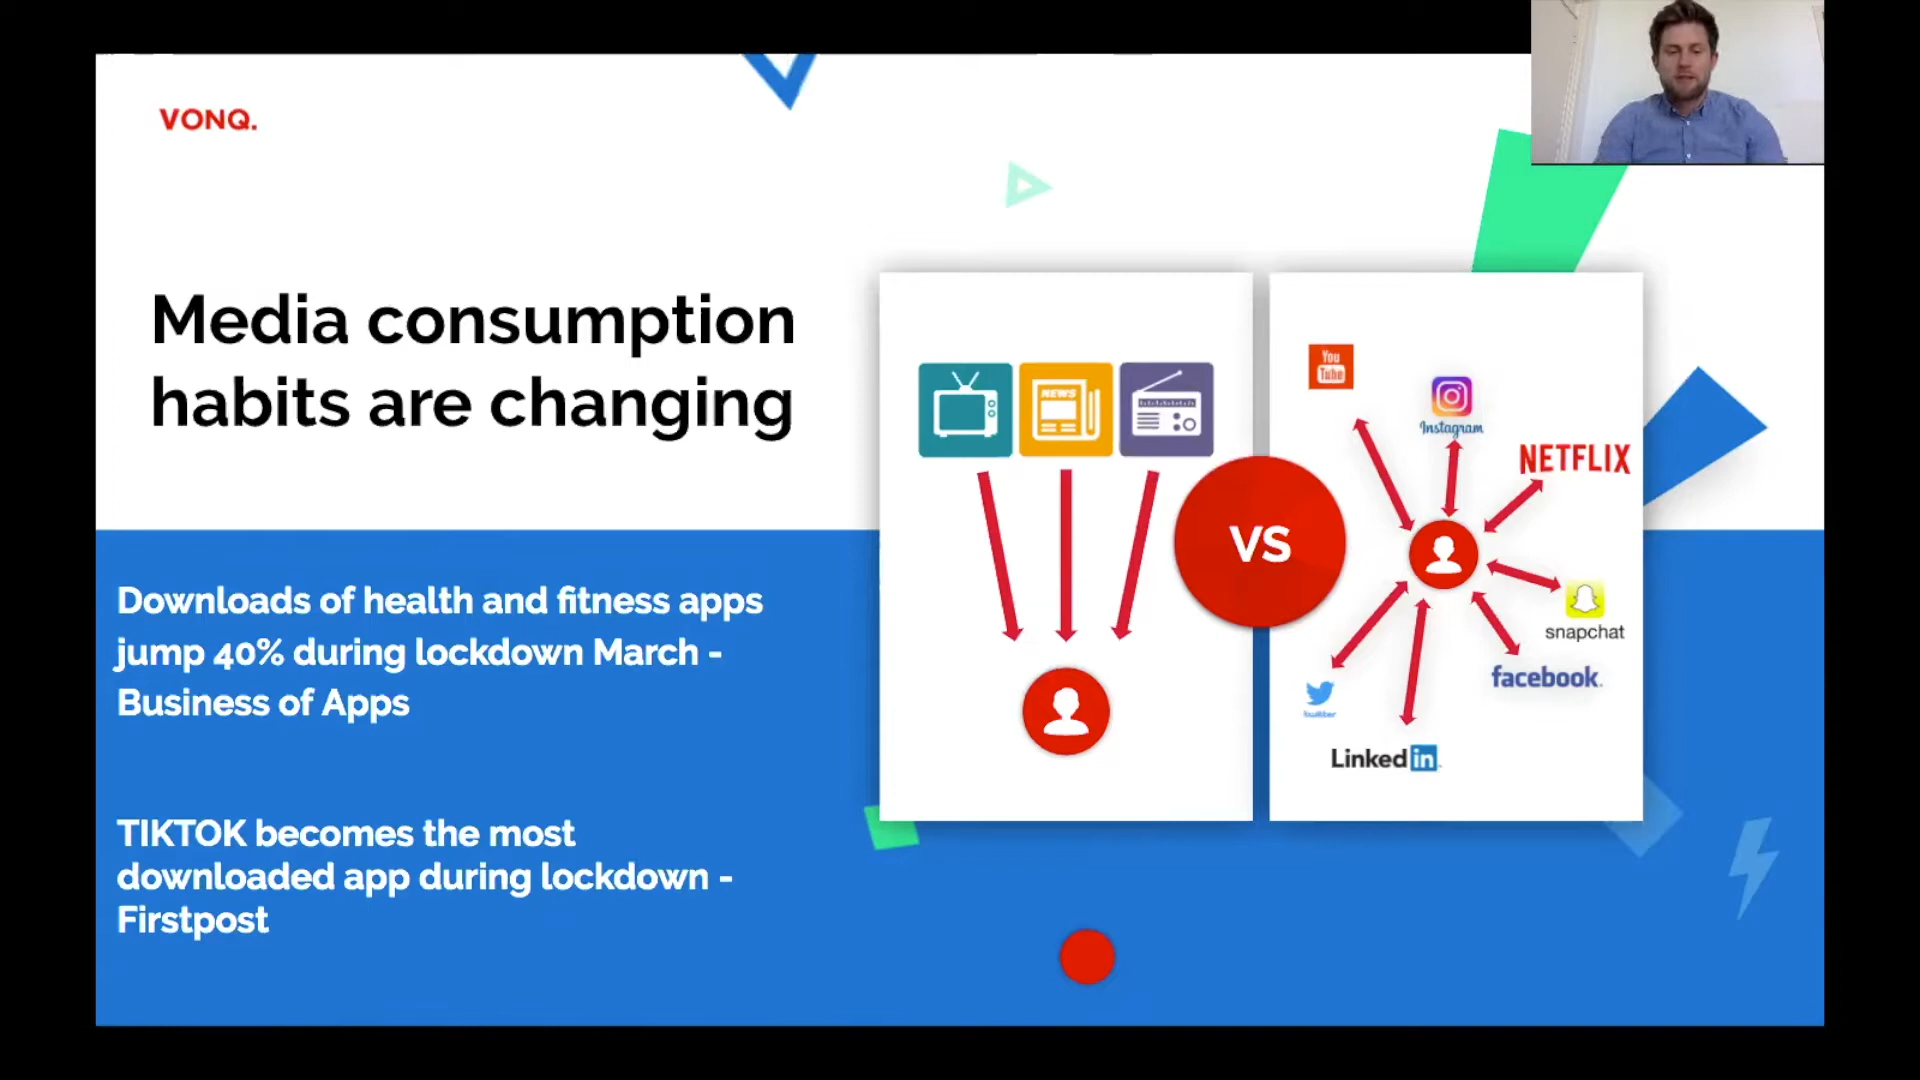 VONQ.
Media consumption
habits are changing
Downloads of health and fitness apps
jump 40% during lockdown March -
Business of Apps
TIKTOK becomes the most
downloaded app during lockdown -
Firstpost
NEWS
VS
You
Tube
Instagram
NETFLIX
snapchat
facebook.
twitter
Linked in